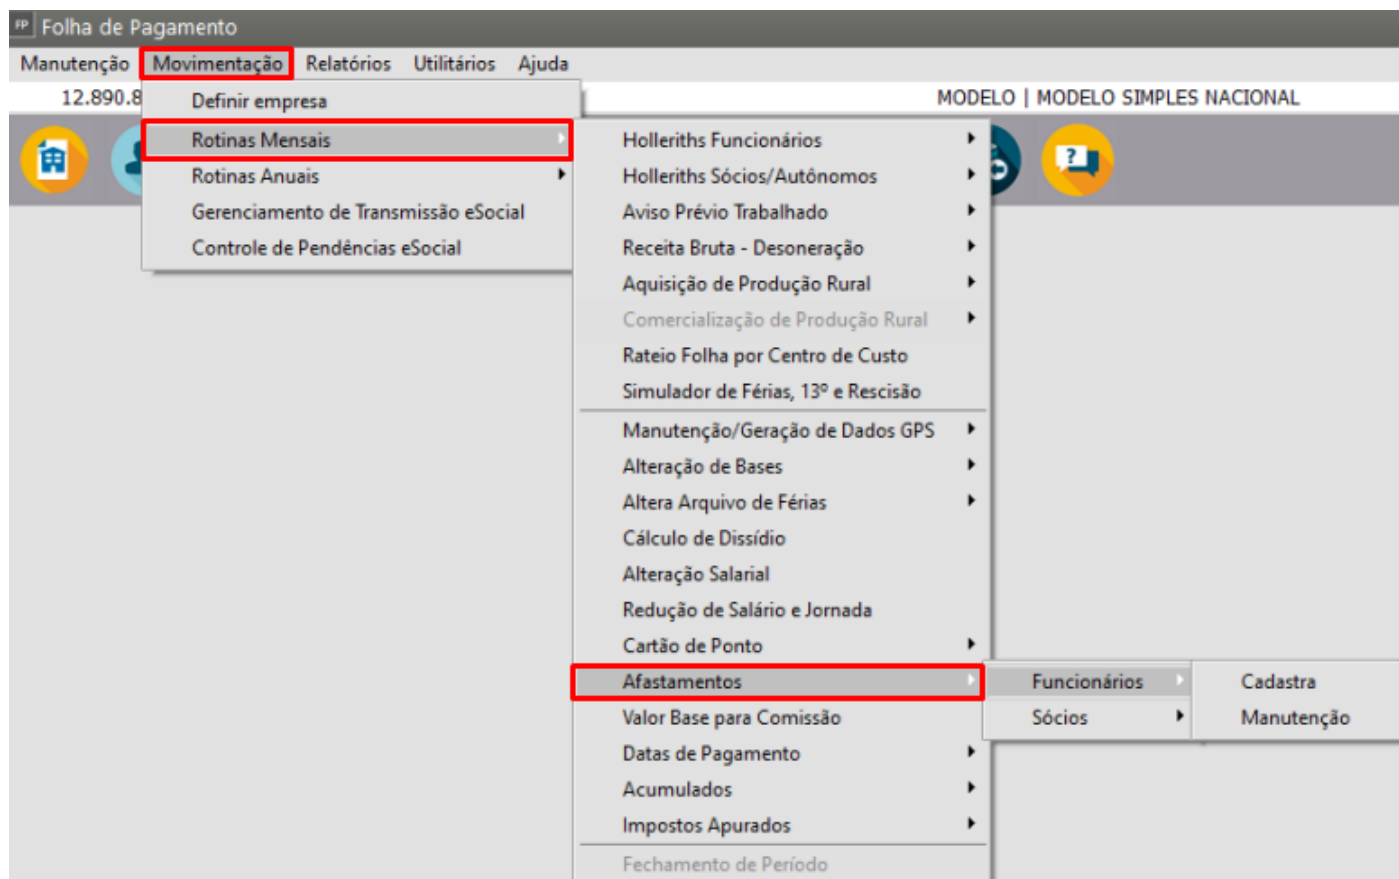 FP Folha de Pagamento
Manutenção Movimentação Relatórios Utilitários Ajuda
12.890.8 MODELO | MODELO SIMPLES NACIONAL
Definir empresa
Rotinas Mensais
Rotinas Anuais
Gerenciamento de Transmissão eSocial
Controle de Pendências eSocial
Holleriths Funcionários
Holleriths Sócios/Autônomos
Aviso Prévio Trabalhado
Receita Bruta - Desoneração
Aquisição de Produção Rural
Comercialização de Produção Rural
Rateio Folha por Centro de Custo
Simulador de Férias, 13º e Rescisão
Manutenção/Geração de Dados GPS
Alteração de Bases
Altera Arquivo de Férias
Cálculo de Dissídio
Alteração Salarial
Redução de Salário e Jornada
Cartão de Ponto
Afastamentos
Valor Base para Comissão
Datas de Pagamento
Acumulados
Impostos Apurados
Fechamento de Período
Funcionários
Sócios
Cadastra
Manutenção
?